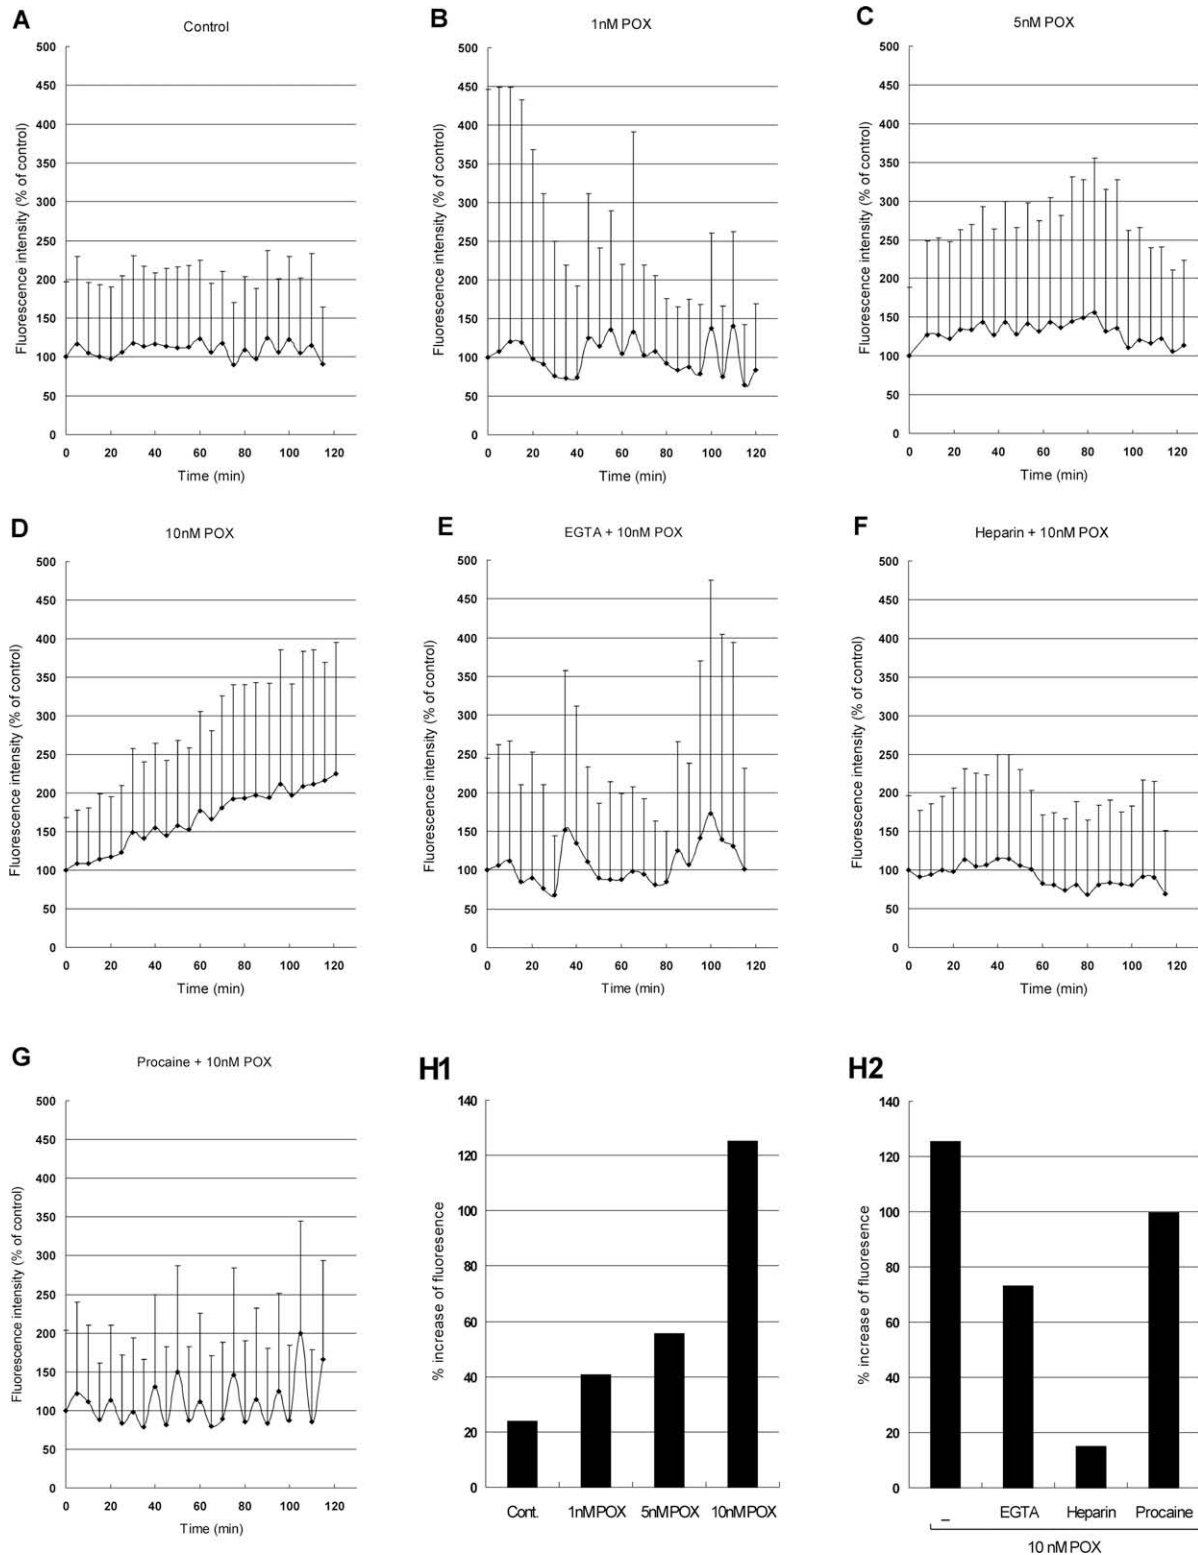 A
Control
Fluorescence intensity (% of control)
500
450
400
350
300
250
200
150
100
50
0
0 20 40 60 80 100 120
Time (min)
B
1nM POX
Fluorescence intensity (% of control)
500
450
400
350
300
250
200
150
100
50
0
0 20 40 60 80 100 120
Time (min)
C
5nM POX
Fluorescence intensity (% of control)
500
450
400
350
300
250
200
150
100
50
0
0 20 40 60 80 100 120
Time (min)
D
10nM POX
Fluorescence intensity (% of control)
500
450
400
350
300
250
200
150
100
50
0
0 20 40 60 80 100 120
Time (min)
E
EGTA + 10nM POX
Fluorescence intensity (% of control)
500
450
400
350
300
250
200
150
100
50
0
0 20 40 60 80 100 120
Time (min)
F
Heparin + 10nM POX
Fluorescence intensity (% of control)
500
450
400
350
300
250
200
150
100
50
0
0 20 40 60 80 100 120
Time (min)
G
Procaine + 10nM POX
Fluorescence intensity (% of control)
500
450
400
350
300
250
200
150
100
50
0
0 20 40 60 80 100 120
Time (min)
H1
% increase of fluoresence
140
120
100
80
60
40
20
0
Cont. 1nMPOX 5nMPOX 10nMPOX
H2
% increase of fluoresence
140
120
100
80
60
40
20
0
– EGTA Heparin Procaine
10 nMPOX